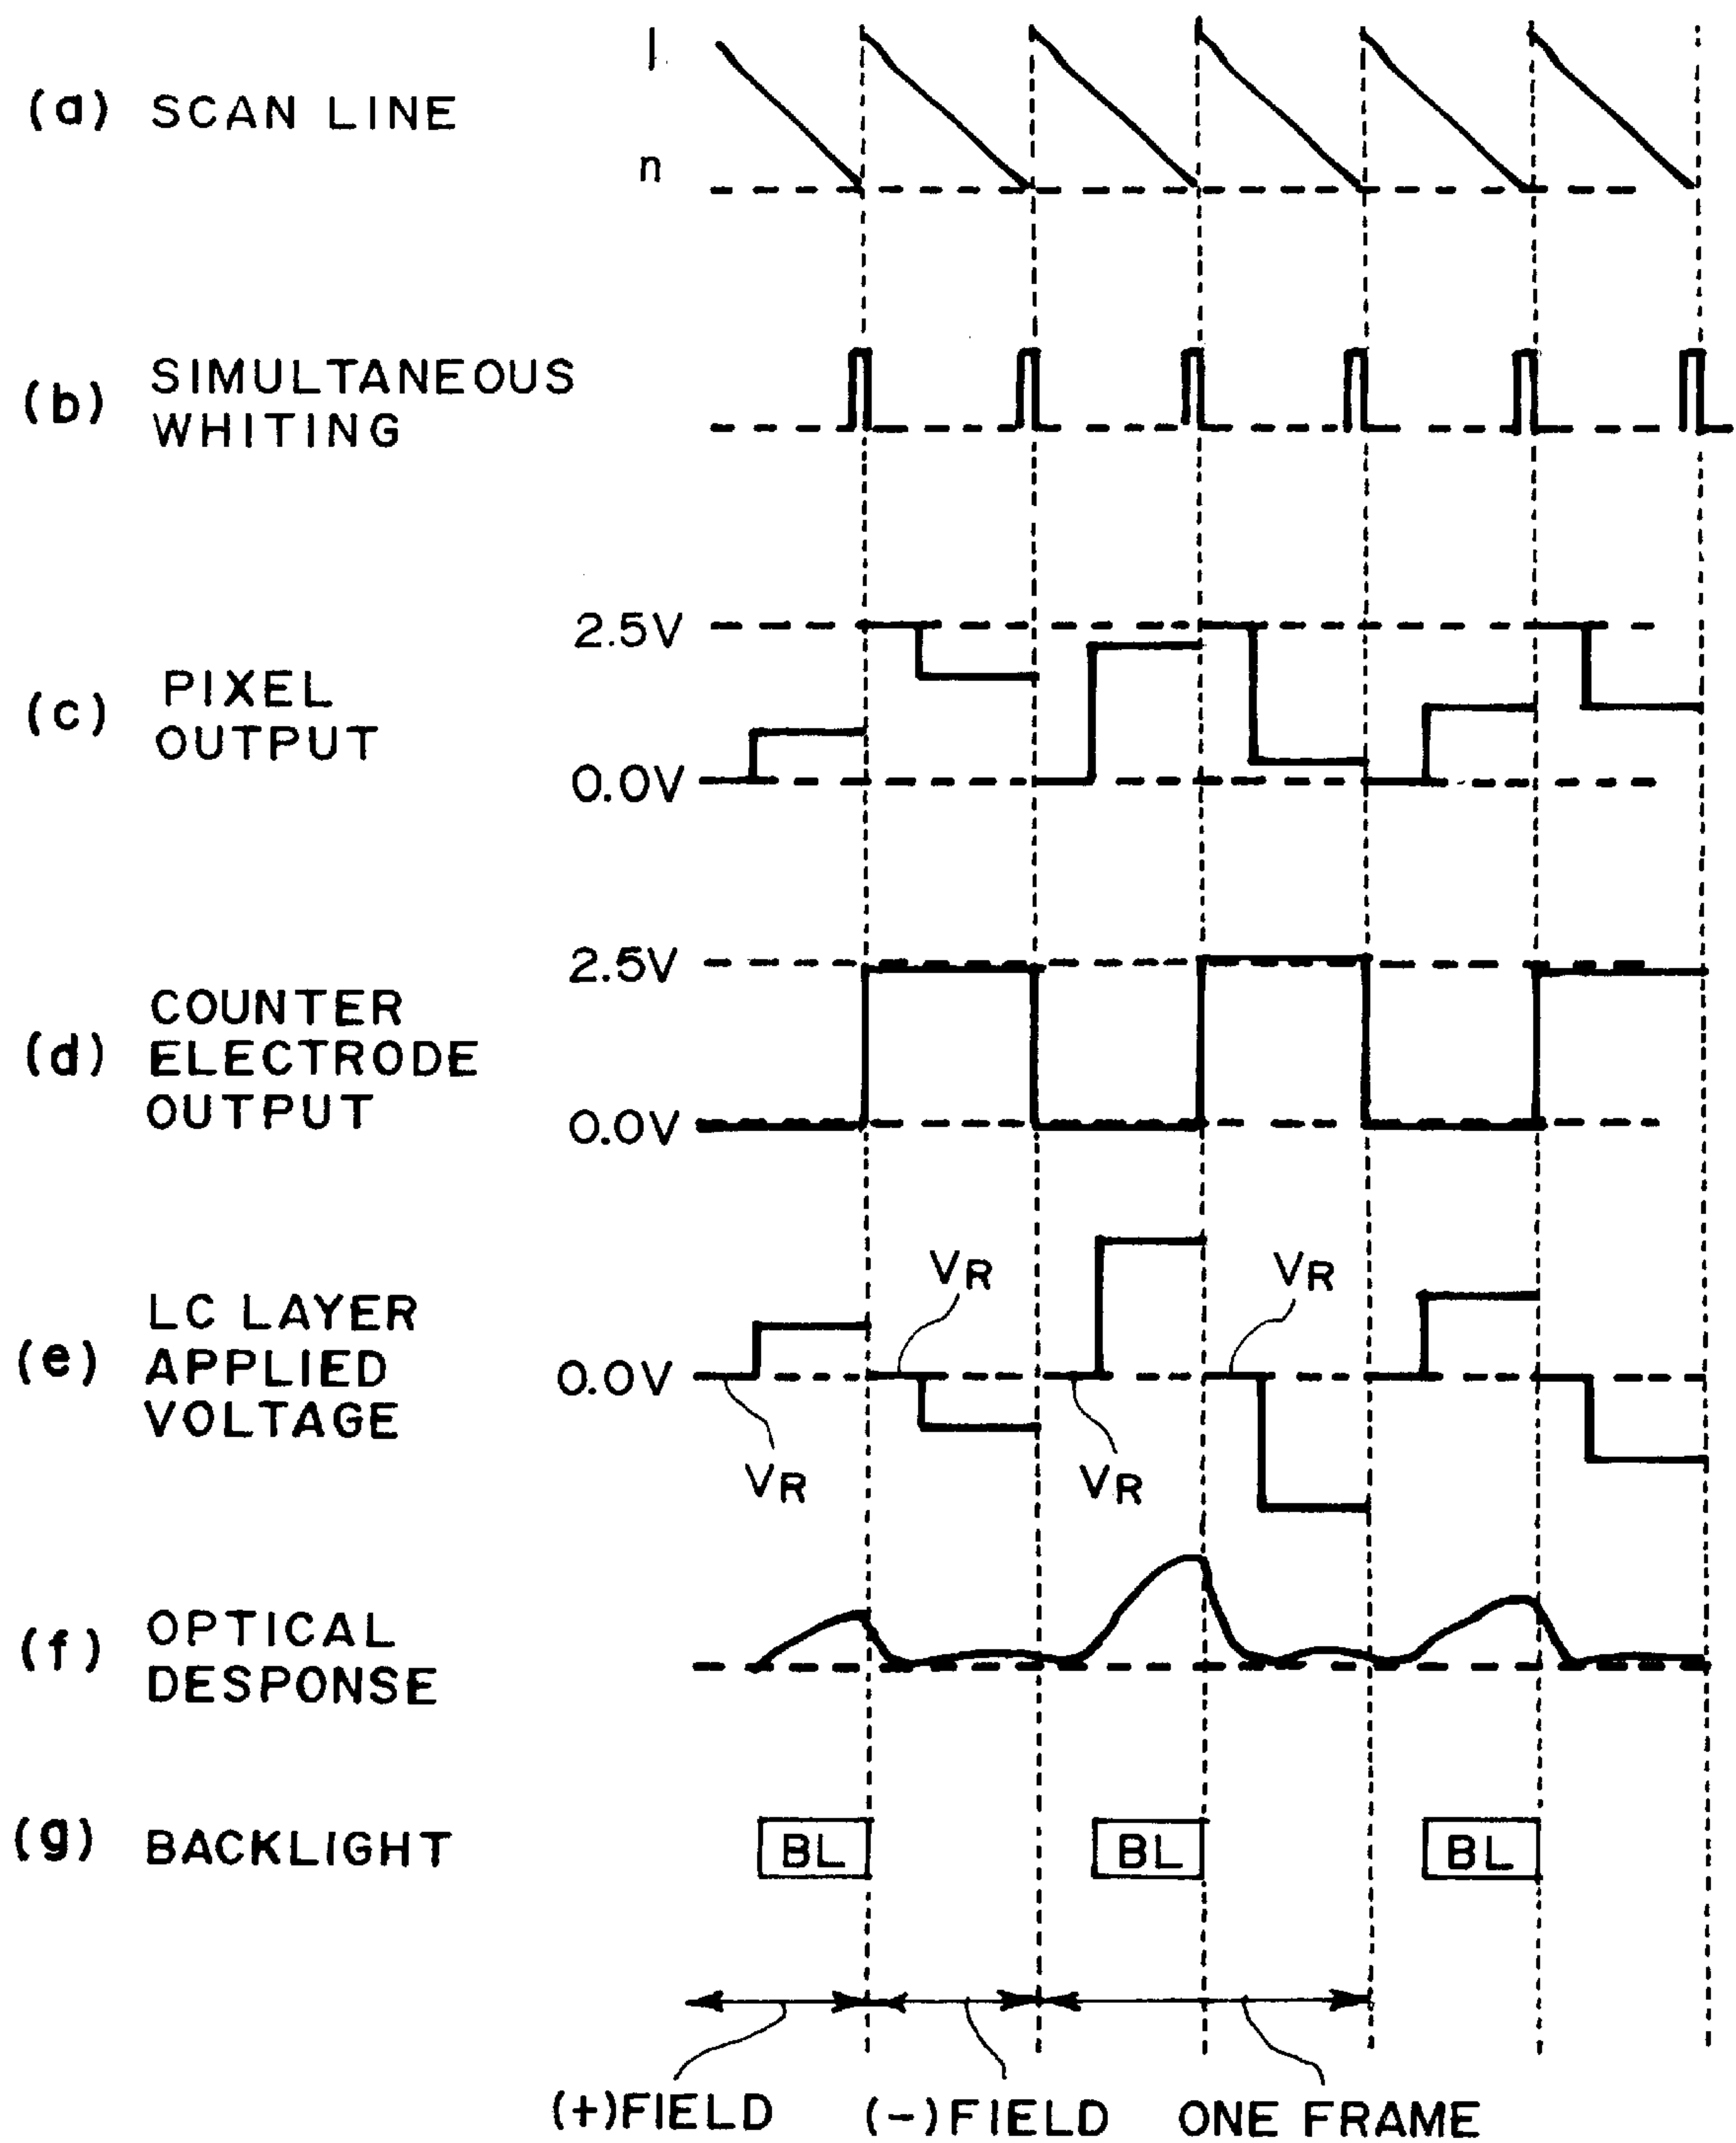 (a) SCAN LINE
1
n
(b) SIMULTANEOUS
WHITING
(c) PIXEL
OUTPUT
2.5V
0.0V
(d) COUNTER
ELECTRODE
OUTPUT
2.5V
0.0V
(e) LC LAYER
APPLIED
VOLTAGE
0.0V
VR
VR
VR
VR
(f) OPTICAL
DESPONSE
(g) BACKLIGHT
BL
BL
BL
(+)FIELD
(-)FIELD
ONE FRAME